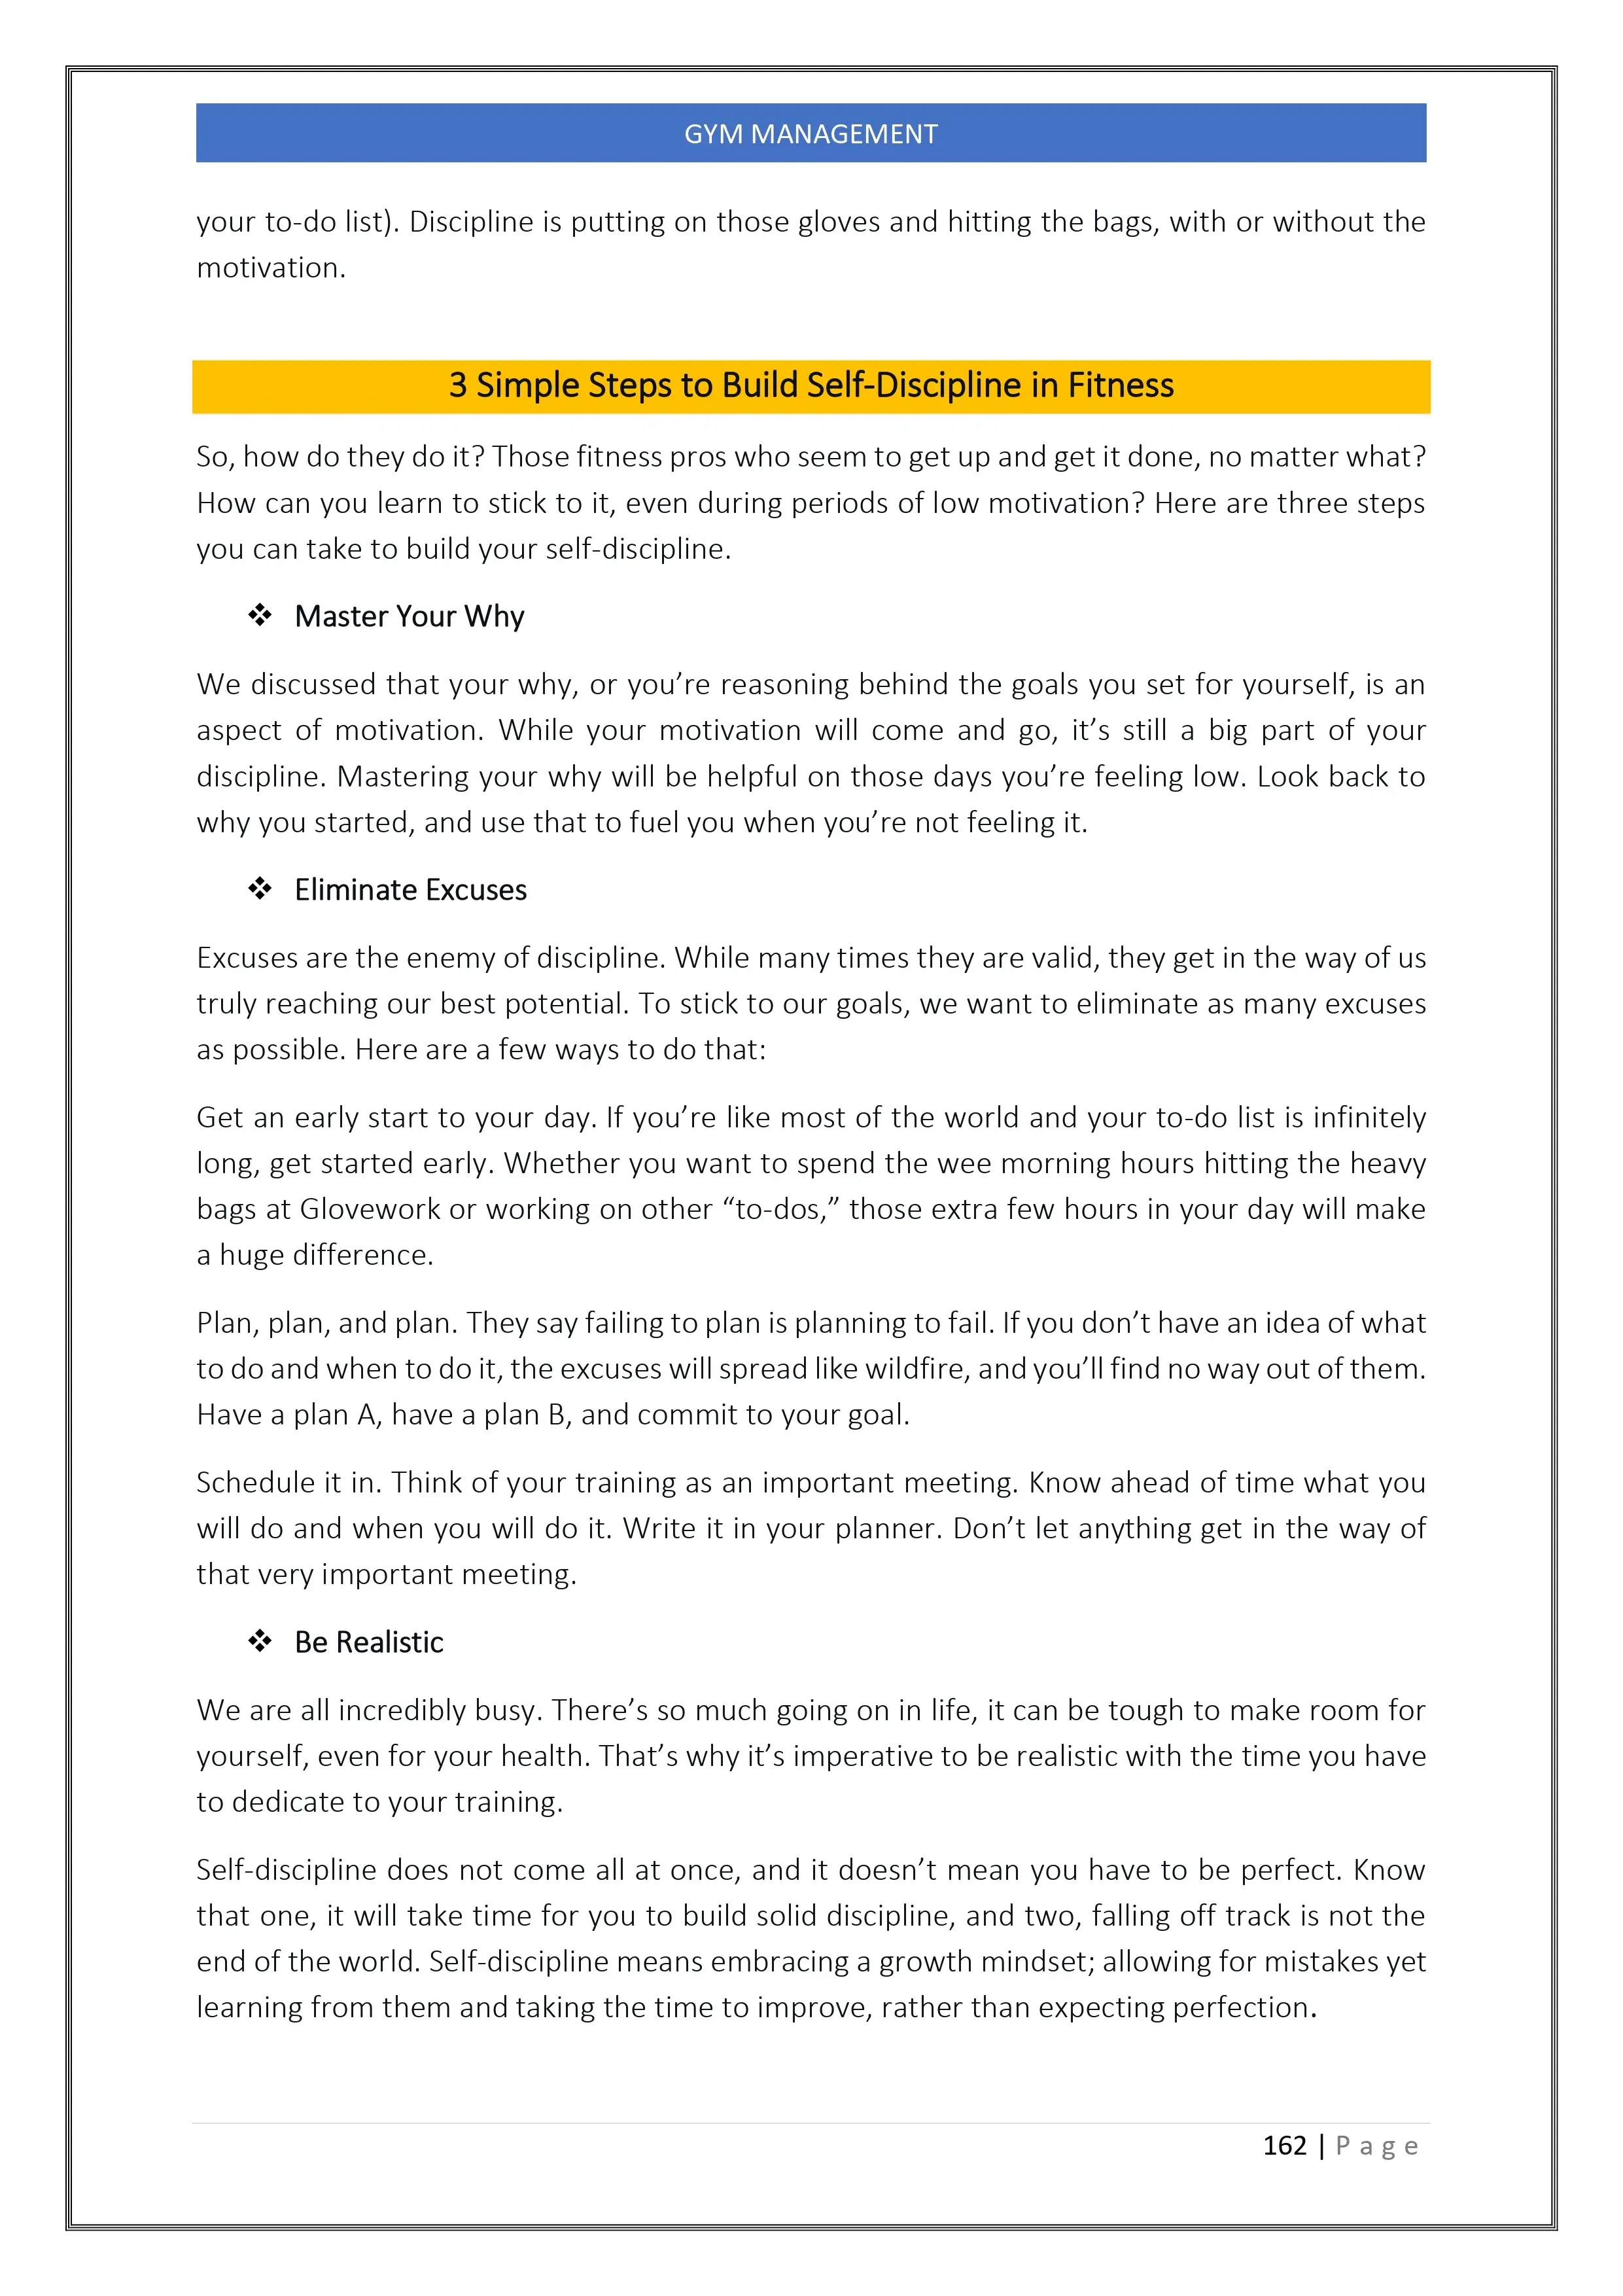 GYM MANAGEMENT
your to-do list). Discipline is putting on those gloves and hitting the bags, with or without the
motivation.
3 Simple Steps to Build Self-Discipline in Fitness
So, how do they do it? Those fitness pros who seem to get up and get it done, no matter what?
How can you learn to stick to it, even during periods of low motivation? Here are three steps
you can take to build your self-discipline.
❖ Master Your Why
We discussed that your why, or you’re reasoning behind the goals you set for yourself, is an
aspect of motivation. While your motivation will come and go, it’s still a big part of your
discipline. Mastering your why will be helpful on those days you’re feeling low. Look back to
why you started, and use that to fuel you when you’re not feeling it.
❖ Eliminate Excuses
Excuses are the enemy of discipline. While many times they are valid, they get in the way of us
truly reaching our best potential. To stick to our goals, we want to eliminate as many excuses
as possible. Here are a few ways to do that:
Get an early start to your day. If you’re like most of the world and your to-do list is infinitely
long, get started early. Whether you want to spend the wee morning hours hitting the heavy
bags at Glovework or working on other “to-dos,” those extra few hours in your day will make
a huge difference.
Plan, plan, and plan. They say failing to plan is planning to fail. If you don’t have an idea of what
to do and when to do it, the excuses will spread like wildfire, and you’ll find no way out of them.
Have a plan A, have a plan B, and commit to your goal.
Schedule it in. Think of your training as an important meeting. Know ahead of time what you
will do and when you will do it. Write it in your planner. Don’t let anything get in the way of
that very important meeting.
❖ Be Realistic
We are all incredibly busy. There’s so much going on in life, it can be tough to make room for
yourself, even for your health. That’s why it’s imperative to be realistic with the time you have
to dedicate to your training.
Self-discipline does not come all at once, and it doesn’t mean you have to be perfect. Know
that one, it will take time for you to build solid discipline, and two, falling off track is not the
end of the world. Self-discipline means embracing a growth mindset; allowing for mistakes yet
learning from them and taking the time to improve, rather than expecting perfection.
162 | Page